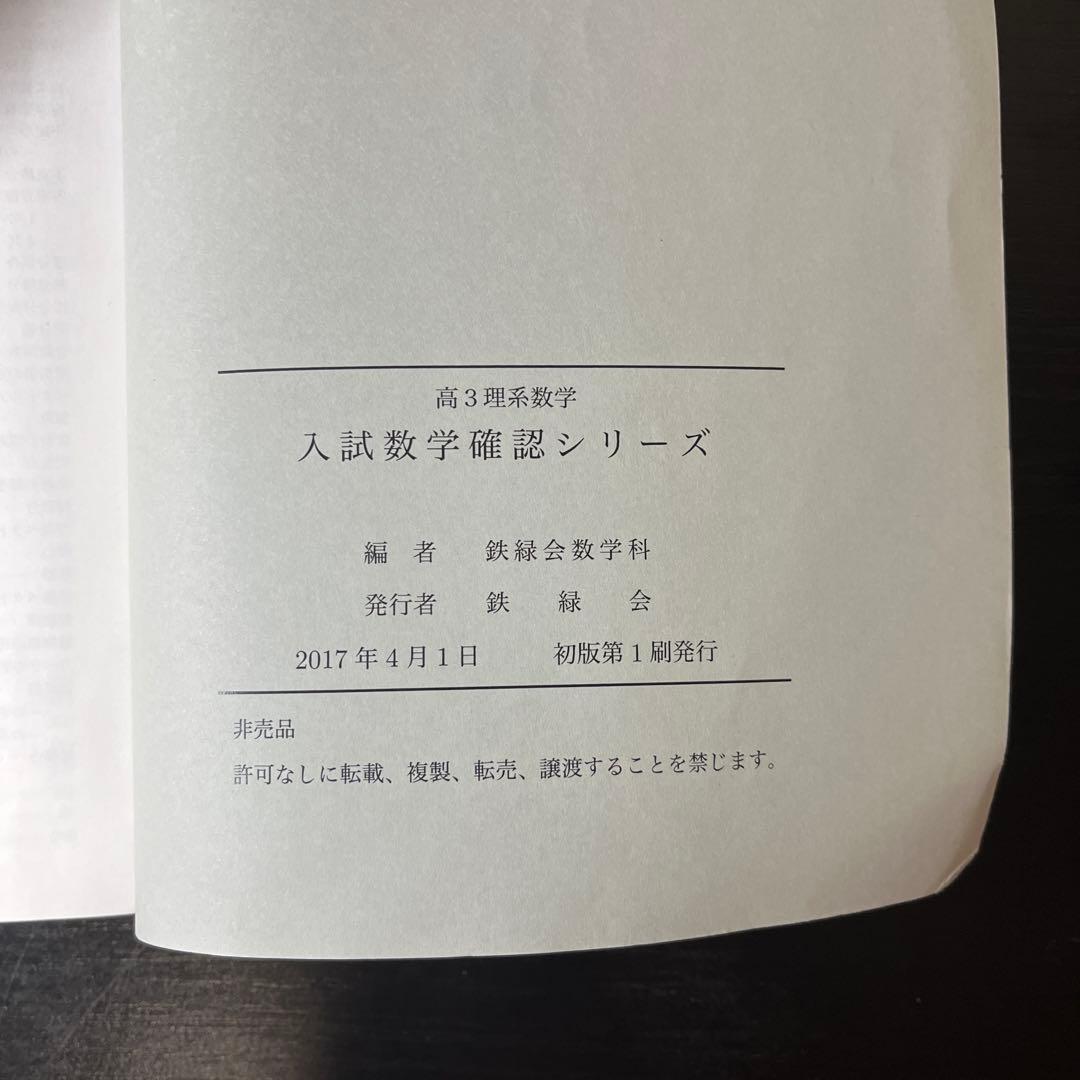 高3理系数学
入試数学確認シリーズ
編 者 鉄緑会数学科
発行者 鉄 緑 会
2017年4月1日 初版第1刷発行
非売品
許可なしに転載、複製、転売、譲渡することを禁じます。